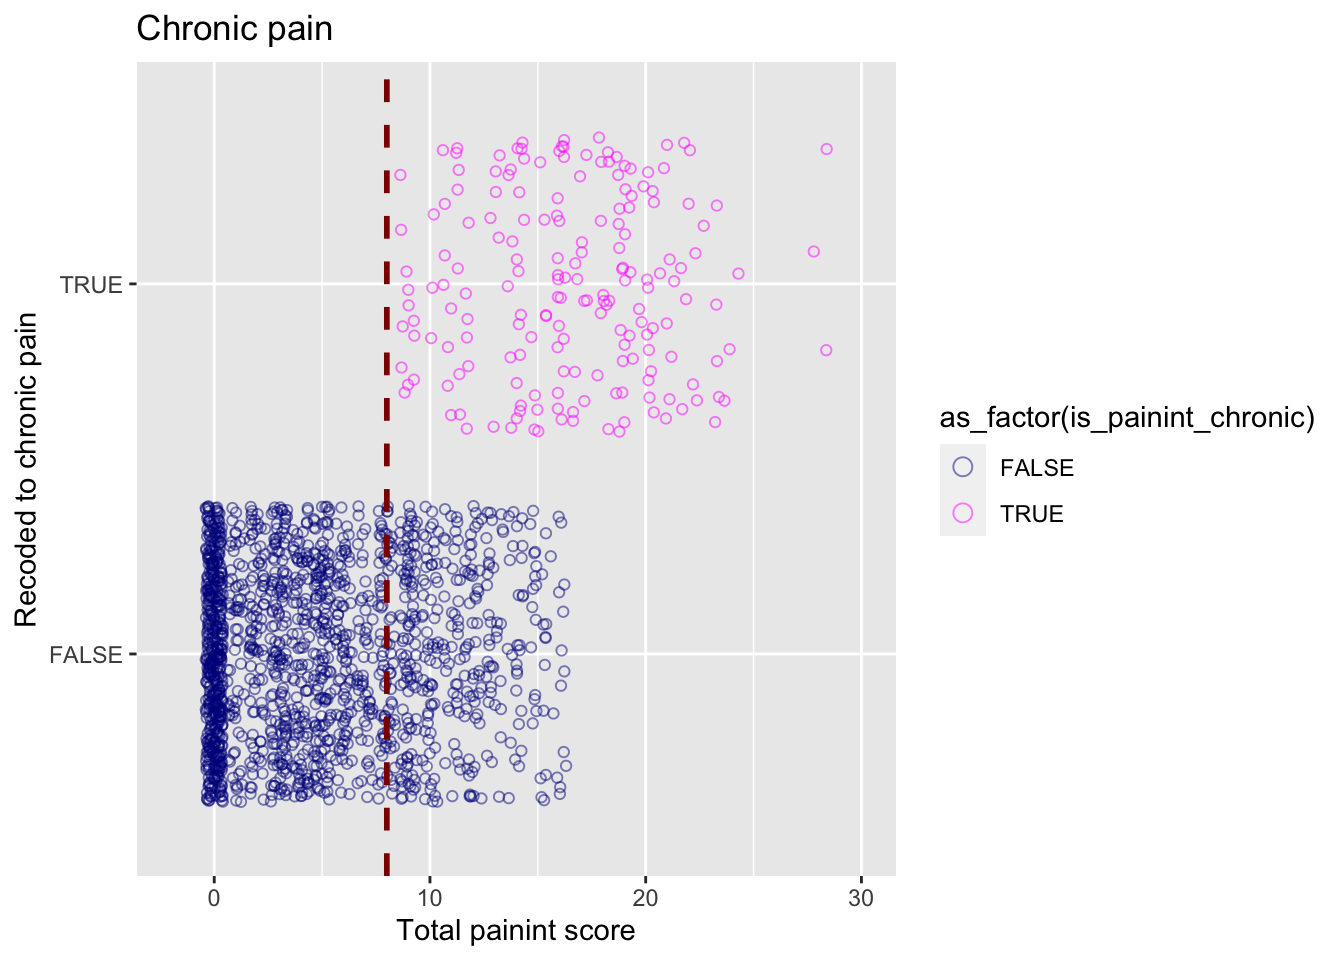 Chronic pain
Recoded to chronic pain
TRUE
FALSE
0 10 20 30
Total painint score
as_factor(is_painint_chronic)
FALSE
TRUE